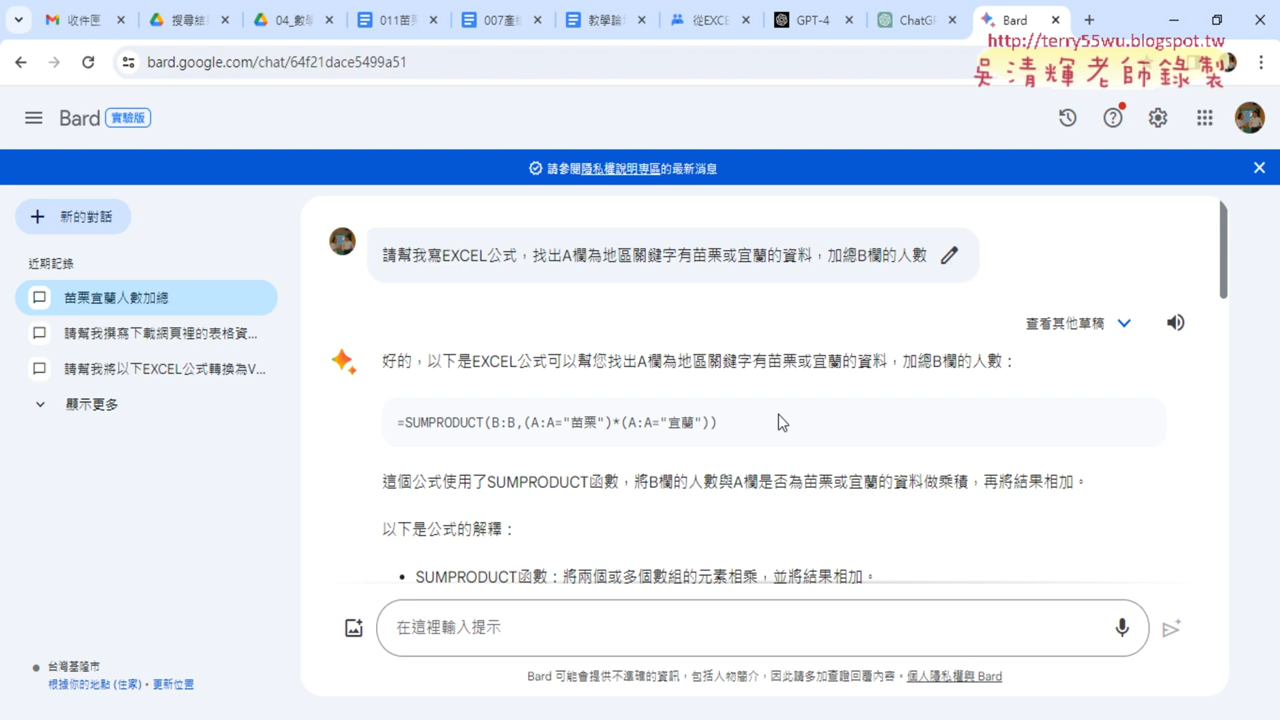 收件匣
搜尋結
04_數學
011苗栗
007產
教學論
從EXCE
GPT-4
ChatG
Bard
http://terry55wu.blogspot.tw
bard.google.com/chat/64f21dace5499a51
吳清輝老師錄製
Bard 實驗版
請參閱隱私權說明專區的最新消息
新的對話
近期記錄
苗栗宜蘭人數加總
請幫我撰寫下載網頁裡的表格資...
請幫我將以下EXCEL公式轉換為V...
顯示更多
請幫我寫EXCEL公式，找出A欄為地區關鍵字有苗栗或宜蘭的資料，加總B欄的人數
查看其他草稿
好的，以下是EXCEL公式可以幫您找出A欄為地區關鍵字有苗栗或宜蘭的資料，加總B欄的人數：
=SUMPRODUCT(B:B,(A:A="苗栗")*(A:A="宜蘭"))
這個公式使用了SUMPRODUCT函數，將B欄的人數與A欄是否為苗栗或宜蘭的資料做乘積，再將結果相加。
以下是公式的解釋：
• SUMPRODUCT函數：將兩個或多個數組的元素相乘，並將結果相加。
在這裡輸入提示
台灣基隆市
根據你的地點 (住家)・更新位置
Bard 可能會提供不準確的資訊，包括人物簡介，因此請多加查證回覆內容。個人隱私權與 Bard